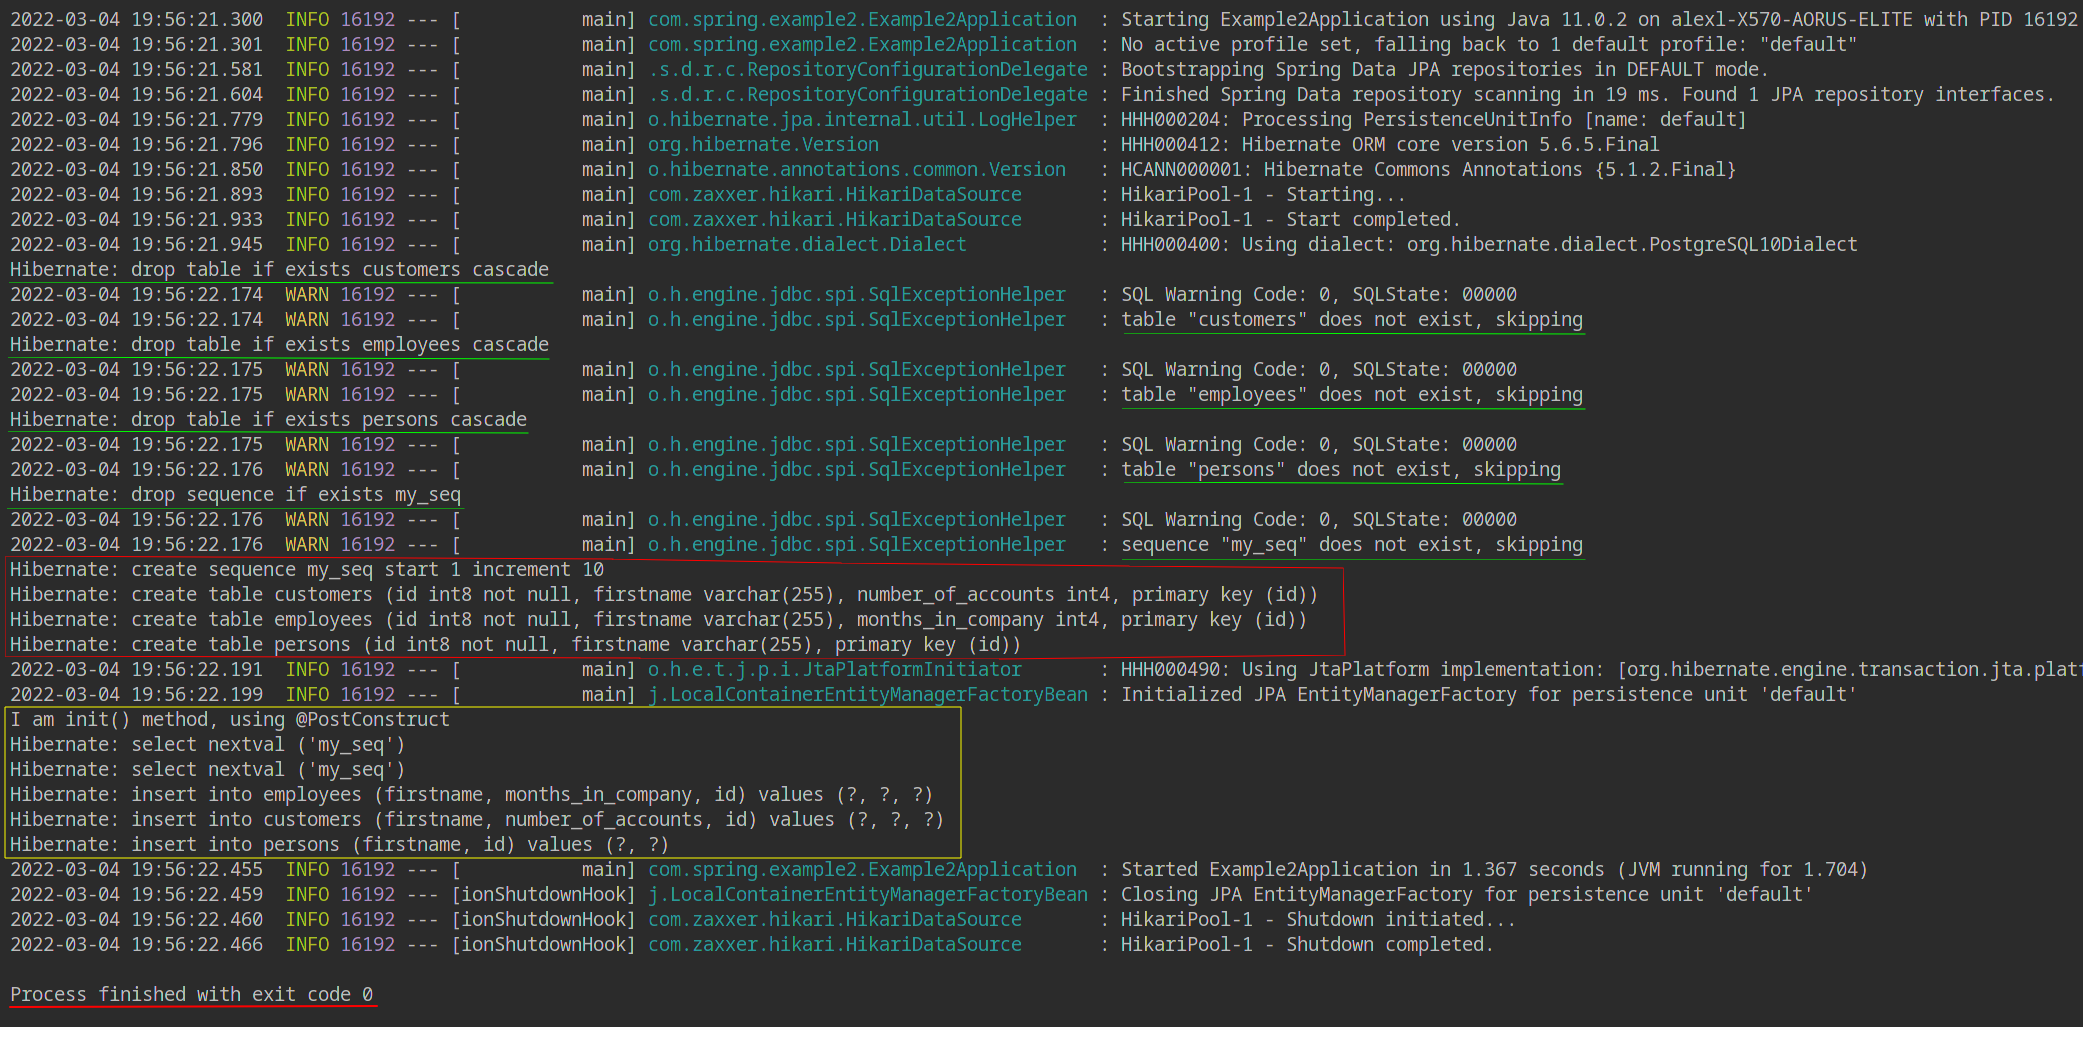 2022-03-04 19:56:21.300  INFO 16192 --- [           main] com.spring.example2.Example2Application  : Starting Example2Application using Java 11.0.2 on alexl-X570-AORUS-ELITE with PID 16192
2022-03-04 19:56:21.301  INFO 16192 --- [           main] com.spring.example2.Example2Application  : No active profile set, falling back to 1 default profile: "default"
2022-03-04 19:56:21.581  INFO 16192 --- [           main] .s.d.r.c.RepositoryConfigurationDelegate : Bootstrapping Spring Data JPA repositories in DEFAULT mode.
2022-03-04 19:56:21.604  INFO 16192 --- [           main] .s.d.r.c.RepositoryConfigurationDelegate : Finished Spring Data repository scanning in 19 ms. Found 1 JPA repository interfaces.
2022-03-04 19:56:21.779  INFO 16192 --- [           main] o.hibernate.jpa.internal.util.LogHelper  : HHH000204: Processing PersistenceUnitInfo [name: default]
2022-03-04 19:56:21.796  INFO 16192 --- [           main] org.hibernate.Version                    : HHH000412: Hibernate ORM core version 5.6.5.Final
2022-03-04 19:56:21.850  INFO 16192 --- [           main] o.hibernate.annotations.common.Version   : HCANN000001: Hibernate Commons Annotations {5.1.2.Final}
2022-03-04 19:56:21.893  INFO 16192 --- [           main] com.zaxxer.hikari.HikariDataSource       : HikariPool-1 - Starting...
2022-03-04 19:56:21.933  INFO 16192 --- [           main] com.zaxxer.hikari.HikariDataSource       : HikariPool-1 - Start completed.
2022-03-04 19:56:21.945  INFO 16192 --- [           main] org.hibernate.dialect.Dialect            : HHH000400: Using dialect: org.hibernate.dialect.PostgreSQL10Dialect
Hibernate: drop table if exists customers cascade
2022-03-04 19:56:22.174  WARN 16192 --- [           main] o.h.engine.jdbc.spi.SqlExceptionHelper   : SQL Warning Code: 0, SQLState: 00000
2022-03-04 19:56:22.174  WARN 16192 --- [           main] o.h.engine.jdbc.spi.SqlExceptionHelper   : table "customers" does not exist, skipping
Hibernate: drop table if exists employees cascade
2022-03-04 19:56:22.175  WARN 16192 --- [           main] o.h.engine.jdbc.spi.SqlExceptionHelper   : SQL Warning Code: 0, SQLState: 00000
2022-03-04 19:56:22.175  WARN 16192 --- [           main] o.h.engine.jdbc.spi.SqlExceptionHelper   : table "employees" does not exist, skipping
Hibernate: drop table if exists persons cascade
2022-03-04 19:56:22.175  WARN 16192 --- [           main] o.h.engine.jdbc.spi.SqlExceptionHelper   : SQL Warning Code: 0, SQLState: 00000
2022-03-04 19:56:22.176  WARN 16192 --- [           main] o.h.engine.jdbc.spi.SqlExceptionHelper   : table "persons" does not exist, skipping
Hibernate: drop sequence if exists my_seq
2022-03-04 19:56:22.176  WARN 16192 --- [           main] o.h.engine.jdbc.spi.SqlExceptionHelper   : SQL Warning Code: 0, SQLState: 00000
2022-03-04 19:56:22.176  WARN 16192 --- [           main] o.h.engine.jdbc.spi.SqlExceptionHelper   : sequence "my_seq" does not exist, skipping
Hibernate: create sequence my_seq start 1 increment 10
Hibernate: create table customers (id int8 not null, firstname varchar(255), number_of_accounts int4, primary key (id))
Hibernate: create table employees (id int8 not null, firstname varchar(255), months_in_company int4, primary key (id))
Hibernate: create table persons (id int8 not null, firstname varchar(255), primary key (id))
2022-03-04 19:56:22.191  INFO 16192 --- [           main] o.h.e.t.j.p.i.JtaPlatformInitiator       : HHH000490: Using JtaPlatform implementation: [org.hibernate.engine.transaction.jta.platf
2022-03-04 19:56:22.199  INFO 16192 --- [           main] j.LocalContainerEntityManagerFactoryBean : Initialized JPA EntityManagerFactory for persistence unit 'default'
I am init() method, using @PostConstruct
Hibernate: select nextval ('my_seq')
Hibernate: select nextval ('my_seq')
Hibernate: insert into employees (firstname, months_in_company, id) values (?, ?, ?)
Hibernate: insert into customers (firstname, number_of_accounts, id) values (?, ?, ?)
Hibernate: insert into persons (firstname, id) values (?, ?)
2022-03-04 19:56:22.455  INFO 16192 --- [           main] com.spring.example2.Example2Application  : Started Example2Application in 1.367 seconds (JVM running for 1.704)
2022-03-04 19:56:22.459  INFO 16192 --- [ionShutdownHook] j.LocalContainerEntityManagerFactoryBean : Closing JPA EntityManagerFactory for persistence unit 'default'
2022-03-04 19:56:22.460  INFO 16192 --- [ionShutdownHook] com.zaxxer.hikari.HikariDataSource       : HikariPool-1 - Shutdown initiated...
2022-03-04 19:56:22.466  INFO 16192 --- [ionShutdownHook] com.zaxxer.hikari.HikariDataSource       : HikariPool-1 - Shutdown completed.
Process finished with exit code 0